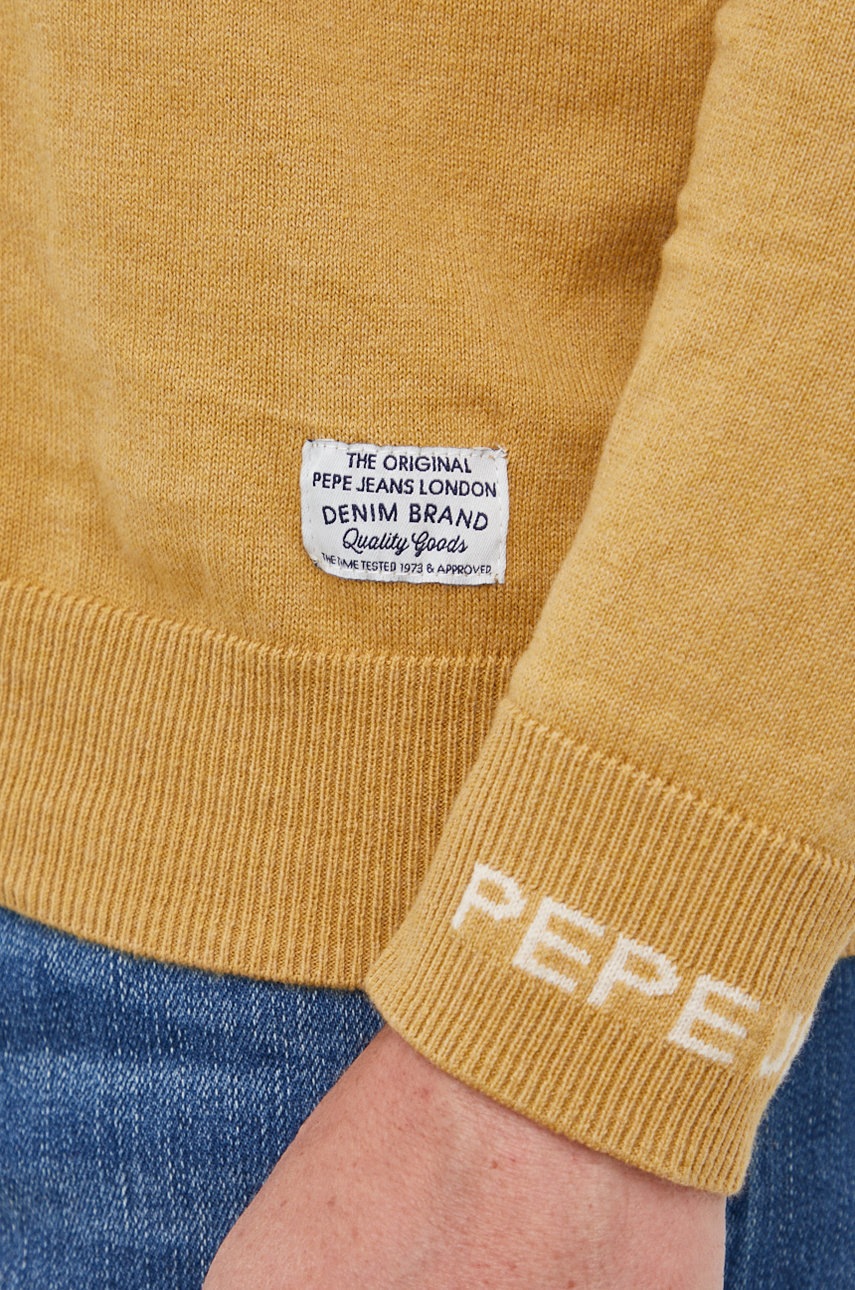 THE ORIGINAL
PEPE JEANS LONDON
DENIM BRAND
Quality Goods
THE TIME TESTED 1973 & APPROVED
PEPE J